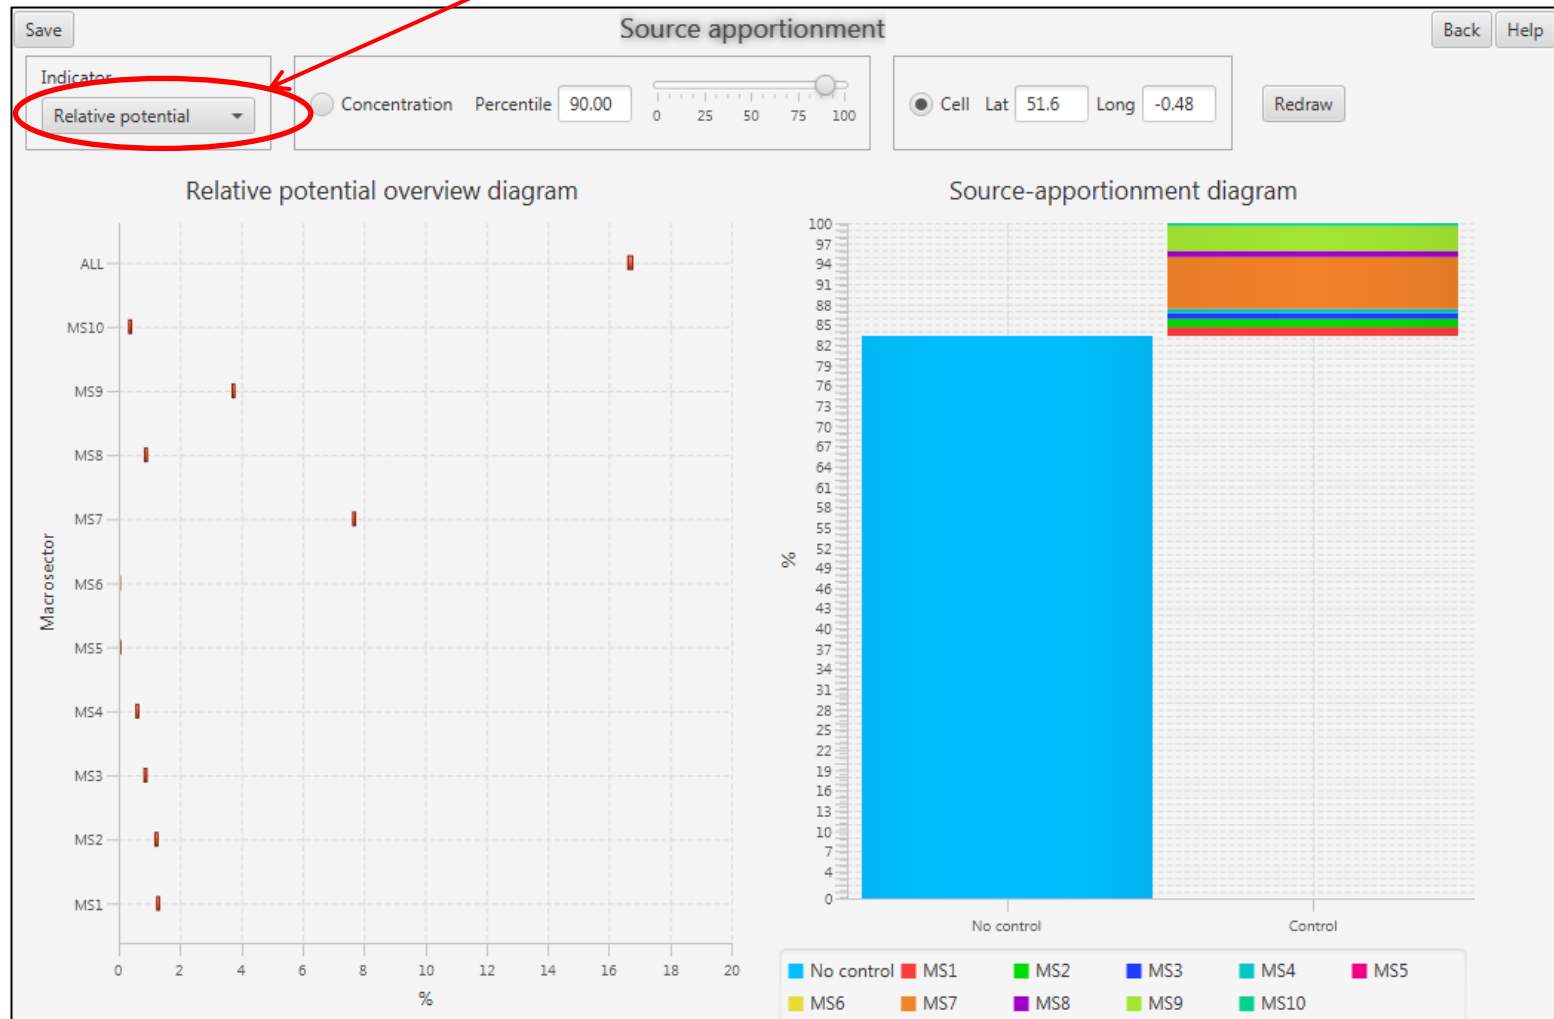 Save
Source apportionment
Back
Help
Indicator
Relative potential
Concentration Percentile 90.00
0 25 50 75 100
Cell Lat 51.6 Long -0.48
Redraw
Relative potential overview diagram
ALL
MS10
MS9
MS8
MS7
MS6
MS5
MS4
MS3
MS2
MS1
Macrosector
0 2 4 6 8 10 12 14 16 18 20
%
Source-apportionment diagram
100
97
94
91
88
85
82
79
76
73
70
67
64
61
58
55
52
49
46
43
40
37
34
31
28
25
22
19
16
13
10
7
4
0
%
No control Control
No control MS1 MS2 MS3 MS4 MS5
MS6 MS7 MS8 MS9 MS10